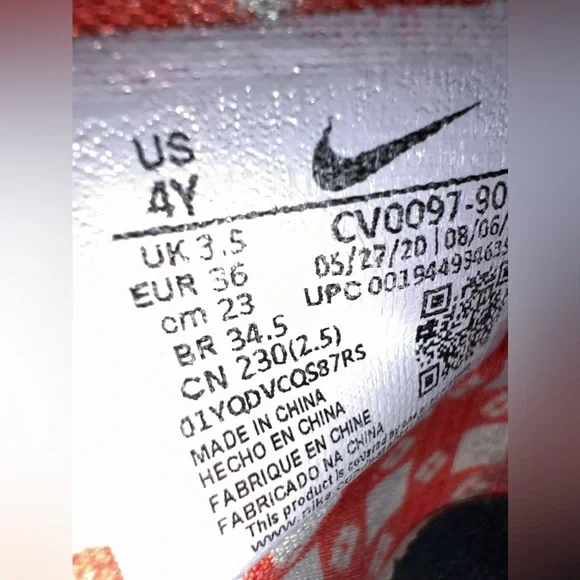 US
4Y
UK 3.5
EUR 36
cm 23
BR 34.5
CN 230(2.5)
01YQDVCQS87RS
MADE IN CHINA
HECHO EN CHINA
FABRIQUE EN CHINE
FABRICADO NA CHINA
This product is covered
www.nike
CV0097-90
05/27/20 | 08/06/
UPC 00194499463